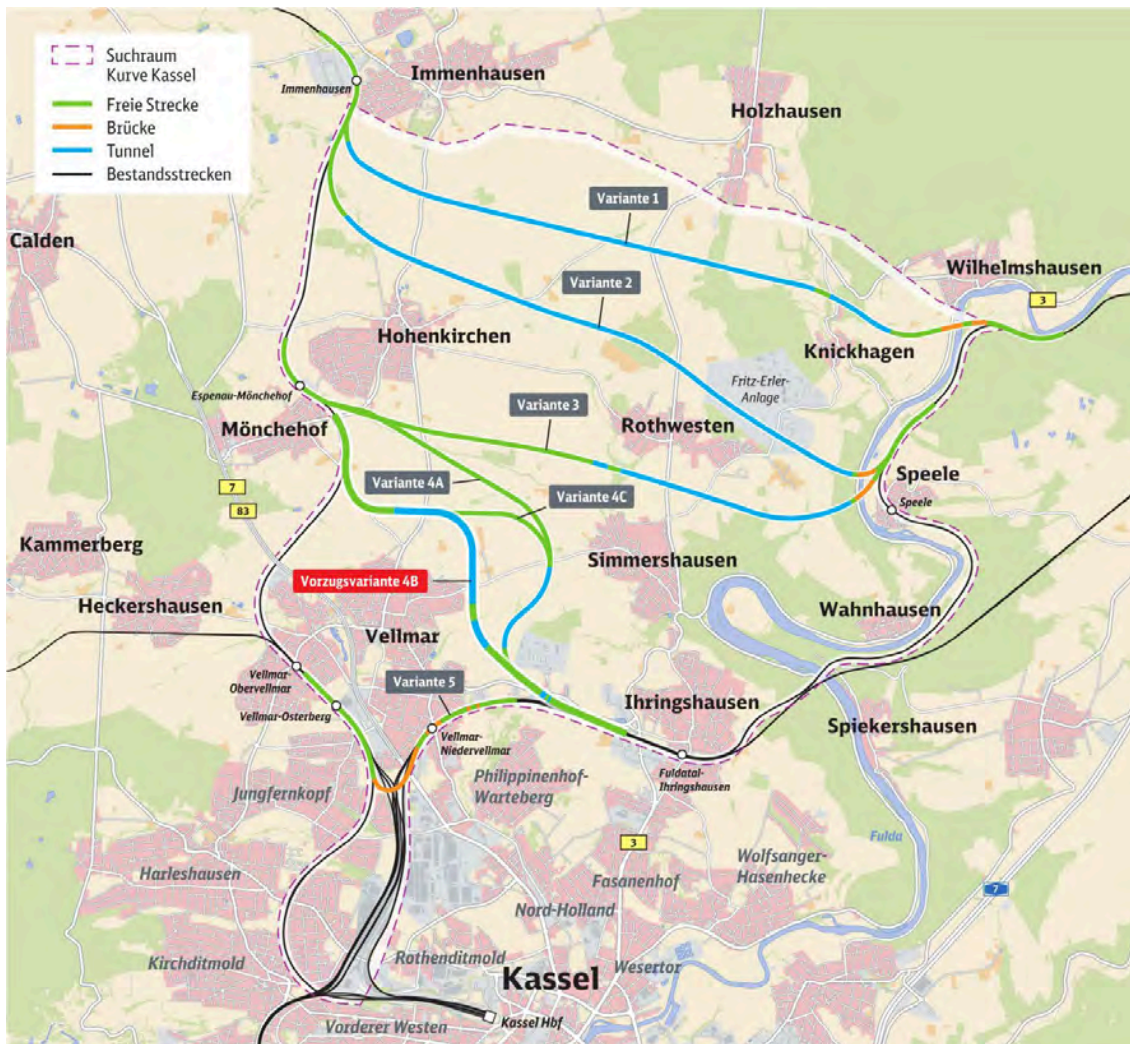 Suchraum
Kurve Kassel
Freie Strecke
Brücke
Tunnel
Bestandsstrecken
Immenhausen
Immenhausen
Holzhausen
Calden
Variante 1
Wilhelmshausen
3
Variante 2
Hohenkirchen
Knickhagen
Espenau-Mönchehof
Fritz-Erler-
Anlage
Variante 3
Mönchehof
Rothwesten
Speele
Speele
7
83
Variante 4A
Variante 4C
Kammerberg
Simmershausen
Vorzugsvariante 4B
Heckershausen
Wahnhausen
Vellmar
Vellmar-
Obervellmar
Variante 5
Ihringshausen
Vellmar-Osterberg
Spiekershausen
Vellmar-
Niedervellmar
Fuldatal-
Ihringshausen
Philippinenhof-
Warteberg
Jungfernkopf
Fulda
3
Wolfsanger-
Hasenhecke
Harleshausen
Fasanenhof
7
Nord-Holland
Kirchditmold
Rothenditmold
Wesertor
Kassel
Kassel Hbf
Vorderer Westen